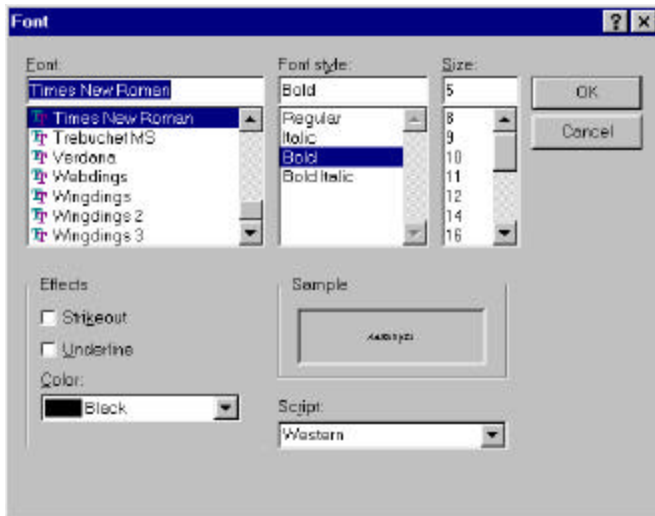 Font
Font: Font style: Size:
Times New Roman Bold 5
Times New Roman Regular 8
Trebuchet MS Italic 9
Verdana Bold 10
Webdings Bold Italic 11
Wingdings 12
Wingdings 2 14
Wingdings 3 16
OK
Cancel
Effects
Strikeout
Underline
Color:
Black
Sample
Script:
Western